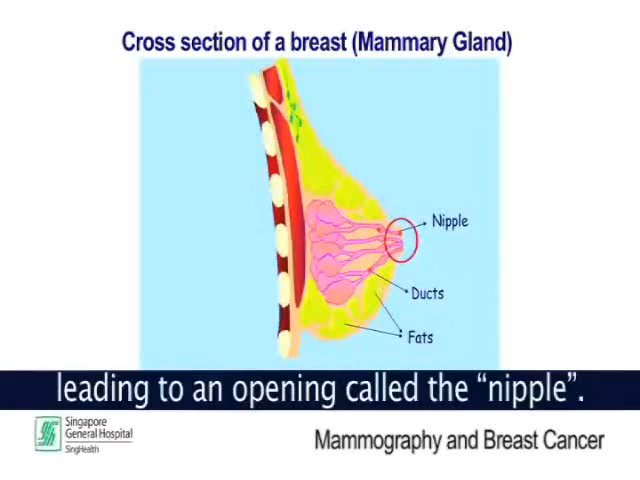 Cross section of a breast (Mammary Gland)
Nipple
Ducts
Fats
leading to an opening called the “nipple”.
Singapore
General Hospital
SingHealth
Mammography and Breast Cancer